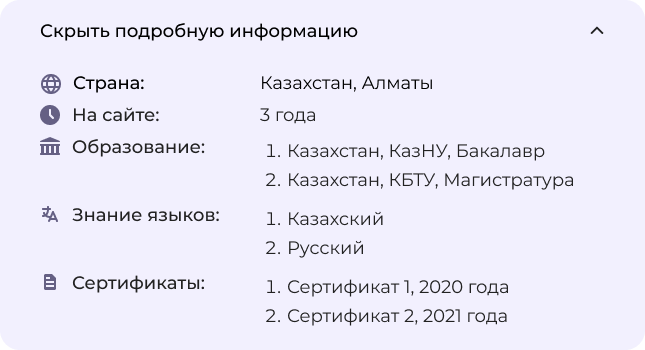 Скрыть подробную информацию
Страна: Казахстан, Алматы
На сайте: 3 года
Образование: 1. Казахстан, КазНУ, Бакалавр
2. Казахстан, КБТУ, Магистратура
Знание языков: 1. Казахский
2. Русский
Сертификаты: 1. Сертификат 1, 2020 года
2. Сертификат 2, 2021 года